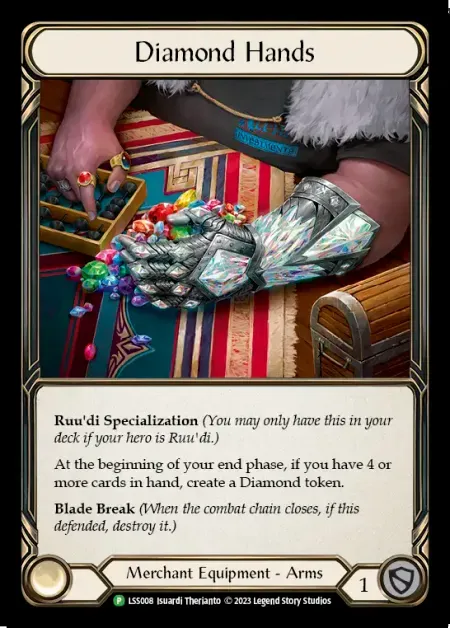 Diamond Hands
Ruu'di Specialization (You may only have this in your
deck if your hero is Ruu'di.)
At the beginning of your end phase, if you have 4 or
more cards in hand, create a Diamond token.
Blade Break (When the combat chain closes, if this
defended, destroy it.)
Merchant Equipment - Arms
1
P LSS008 Isuardi Therianto © 2023 Legend Story Studios